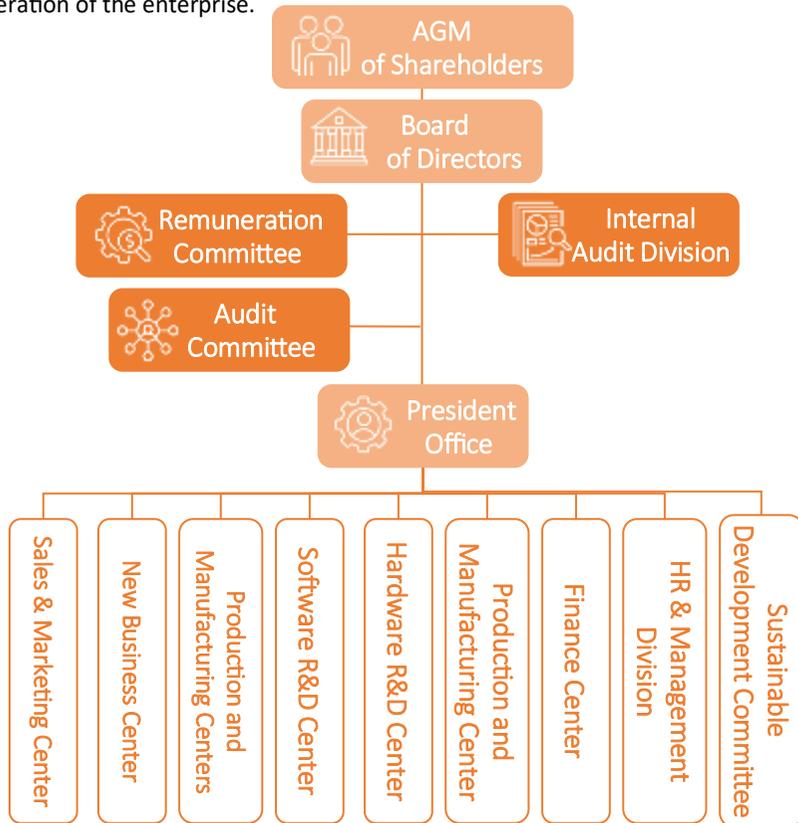 eration of the enterprise.
AGM
of Shareholders
Board
of Directors
Remuneration
Committee
Internal
Audit Division
Audit
Committee
President
Office
Sales & Marketing Center
New Business Center
Production and
Manufacturing Centers
Software R&D Center
Hardware R&D Center
Production and
Manufacturing Center
Finance Center
HR & Management
Division
Sustainable
Development Committee